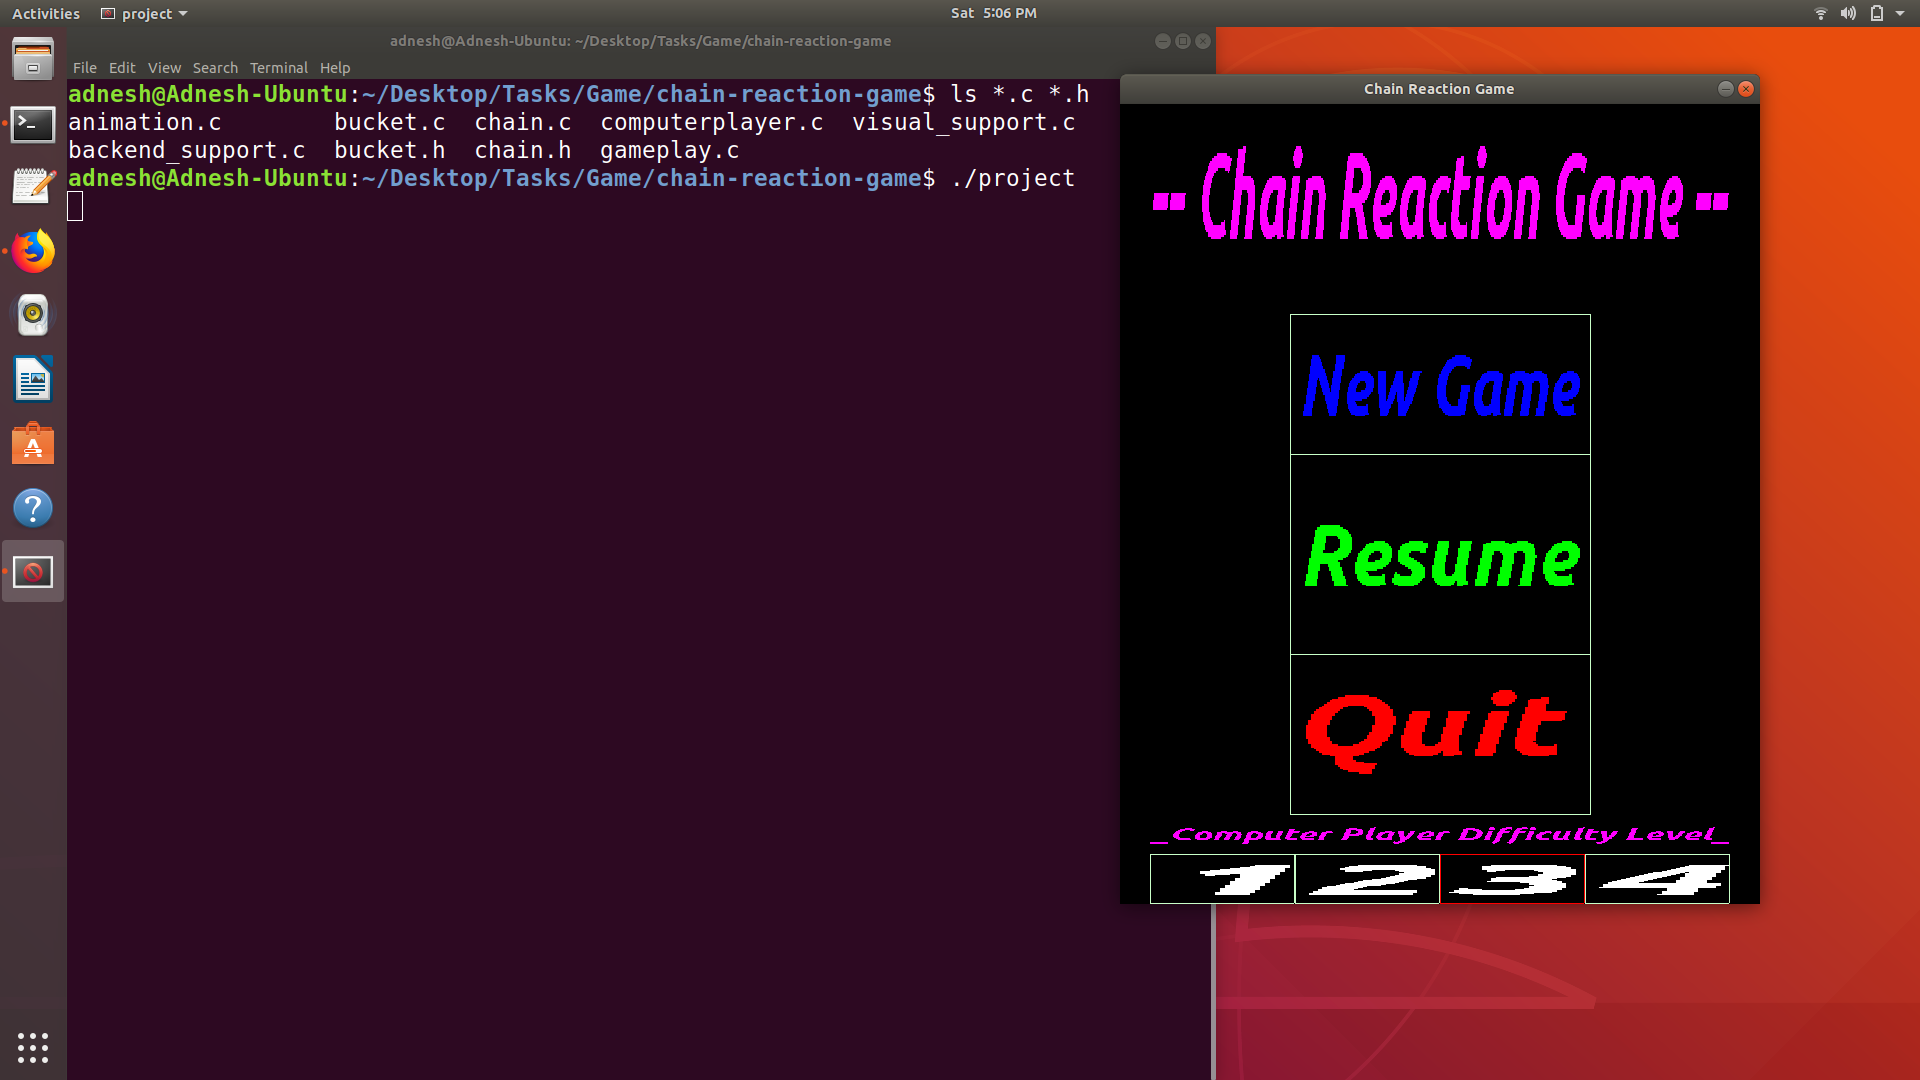 Activities project Sat 5:06 PM
adnesh@Adnesh-Ubuntu: ~/Desktop/Tasks/Game/chain-reaction-game
File Edit View Search Terminal Help
adnesh@Adnesh-Ubuntu:~/Desktop/Tasks/Game/chain-reaction-game$ ls *.c *.h
animation.c bucket.c chain.c computerplayer.c visual_support.c
backend_support.c bucket.h chain.h gameplay.c
adnesh@Adnesh-Ubuntu:~/Desktop/Tasks/Game/chain-reaction-game$ ./project
Chain Reaction Game
-- Chain Reaction Game --
New Game
Resume
Quit
_Computer Player Difficulty Level_
1 2 3 4